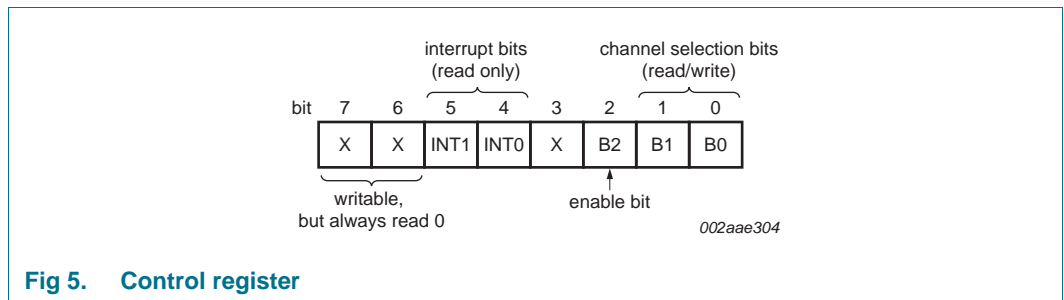 interrupt bits channel selection bits
(read only) (read/write)
bit 7 6 5 4 3 2 1 0
X X INT1 INT0 X B2 B1 B0
writable, enable bit
but always read 0 002aae304
Fig 5. Control register